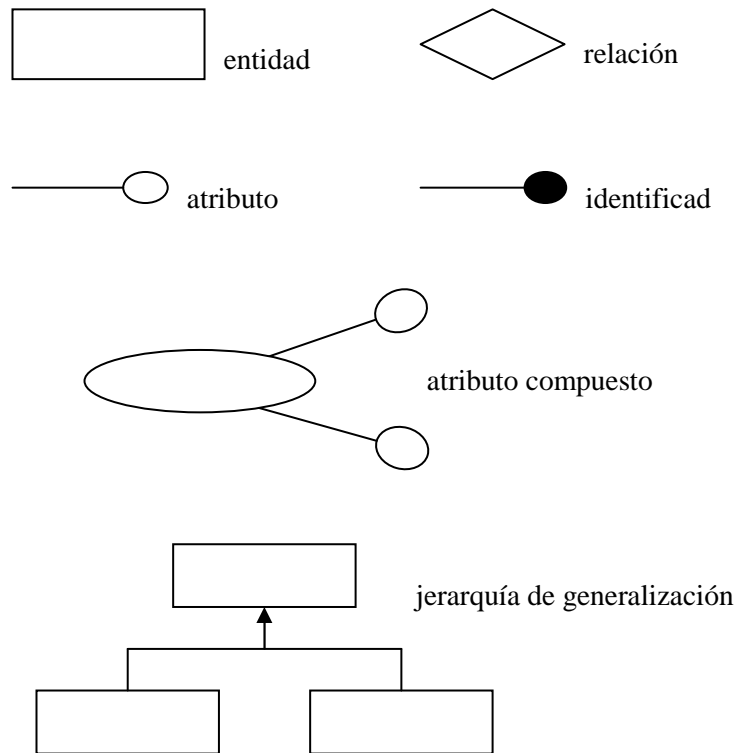 entidad
relación
atributo
identificad
atributo compuesto
jerarquía de generalización